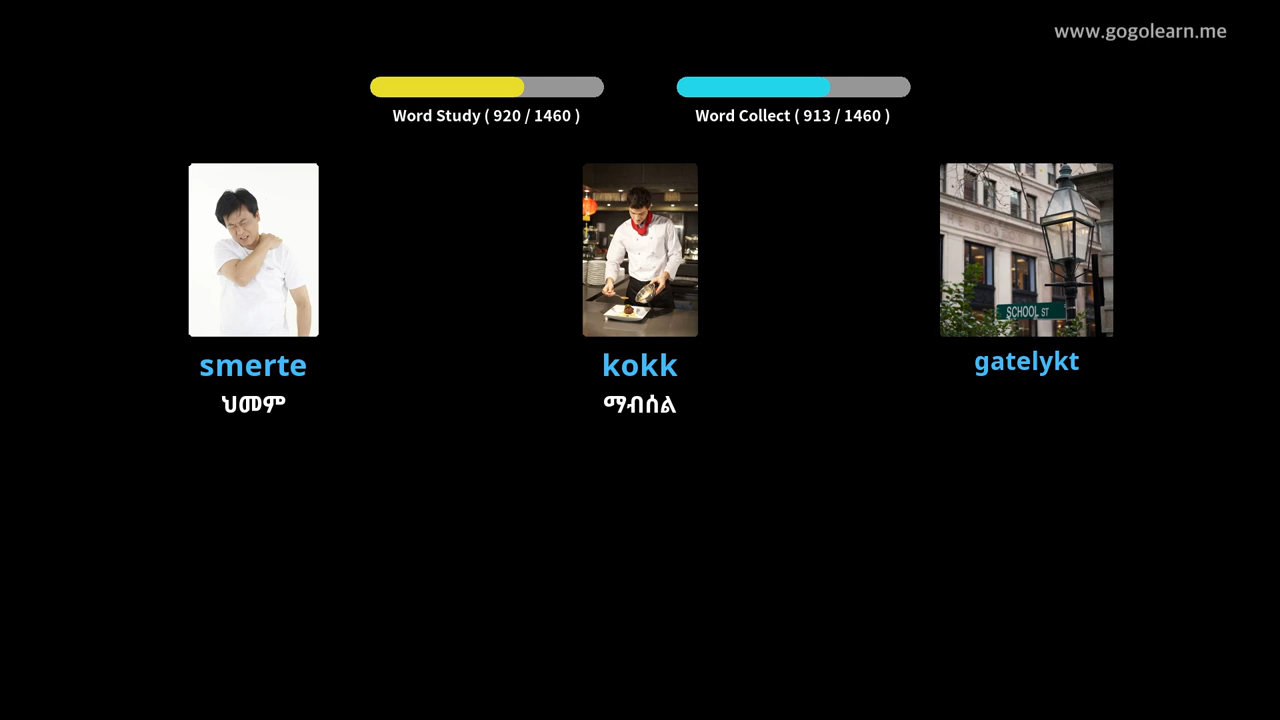 www.gogolearn.me
Word Study ( 920 / 1460 )
Word Collect ( 913 / 1460 )
SCHOOL ST
smerte
kokk
gatelykt
ህመም
ማብሰል